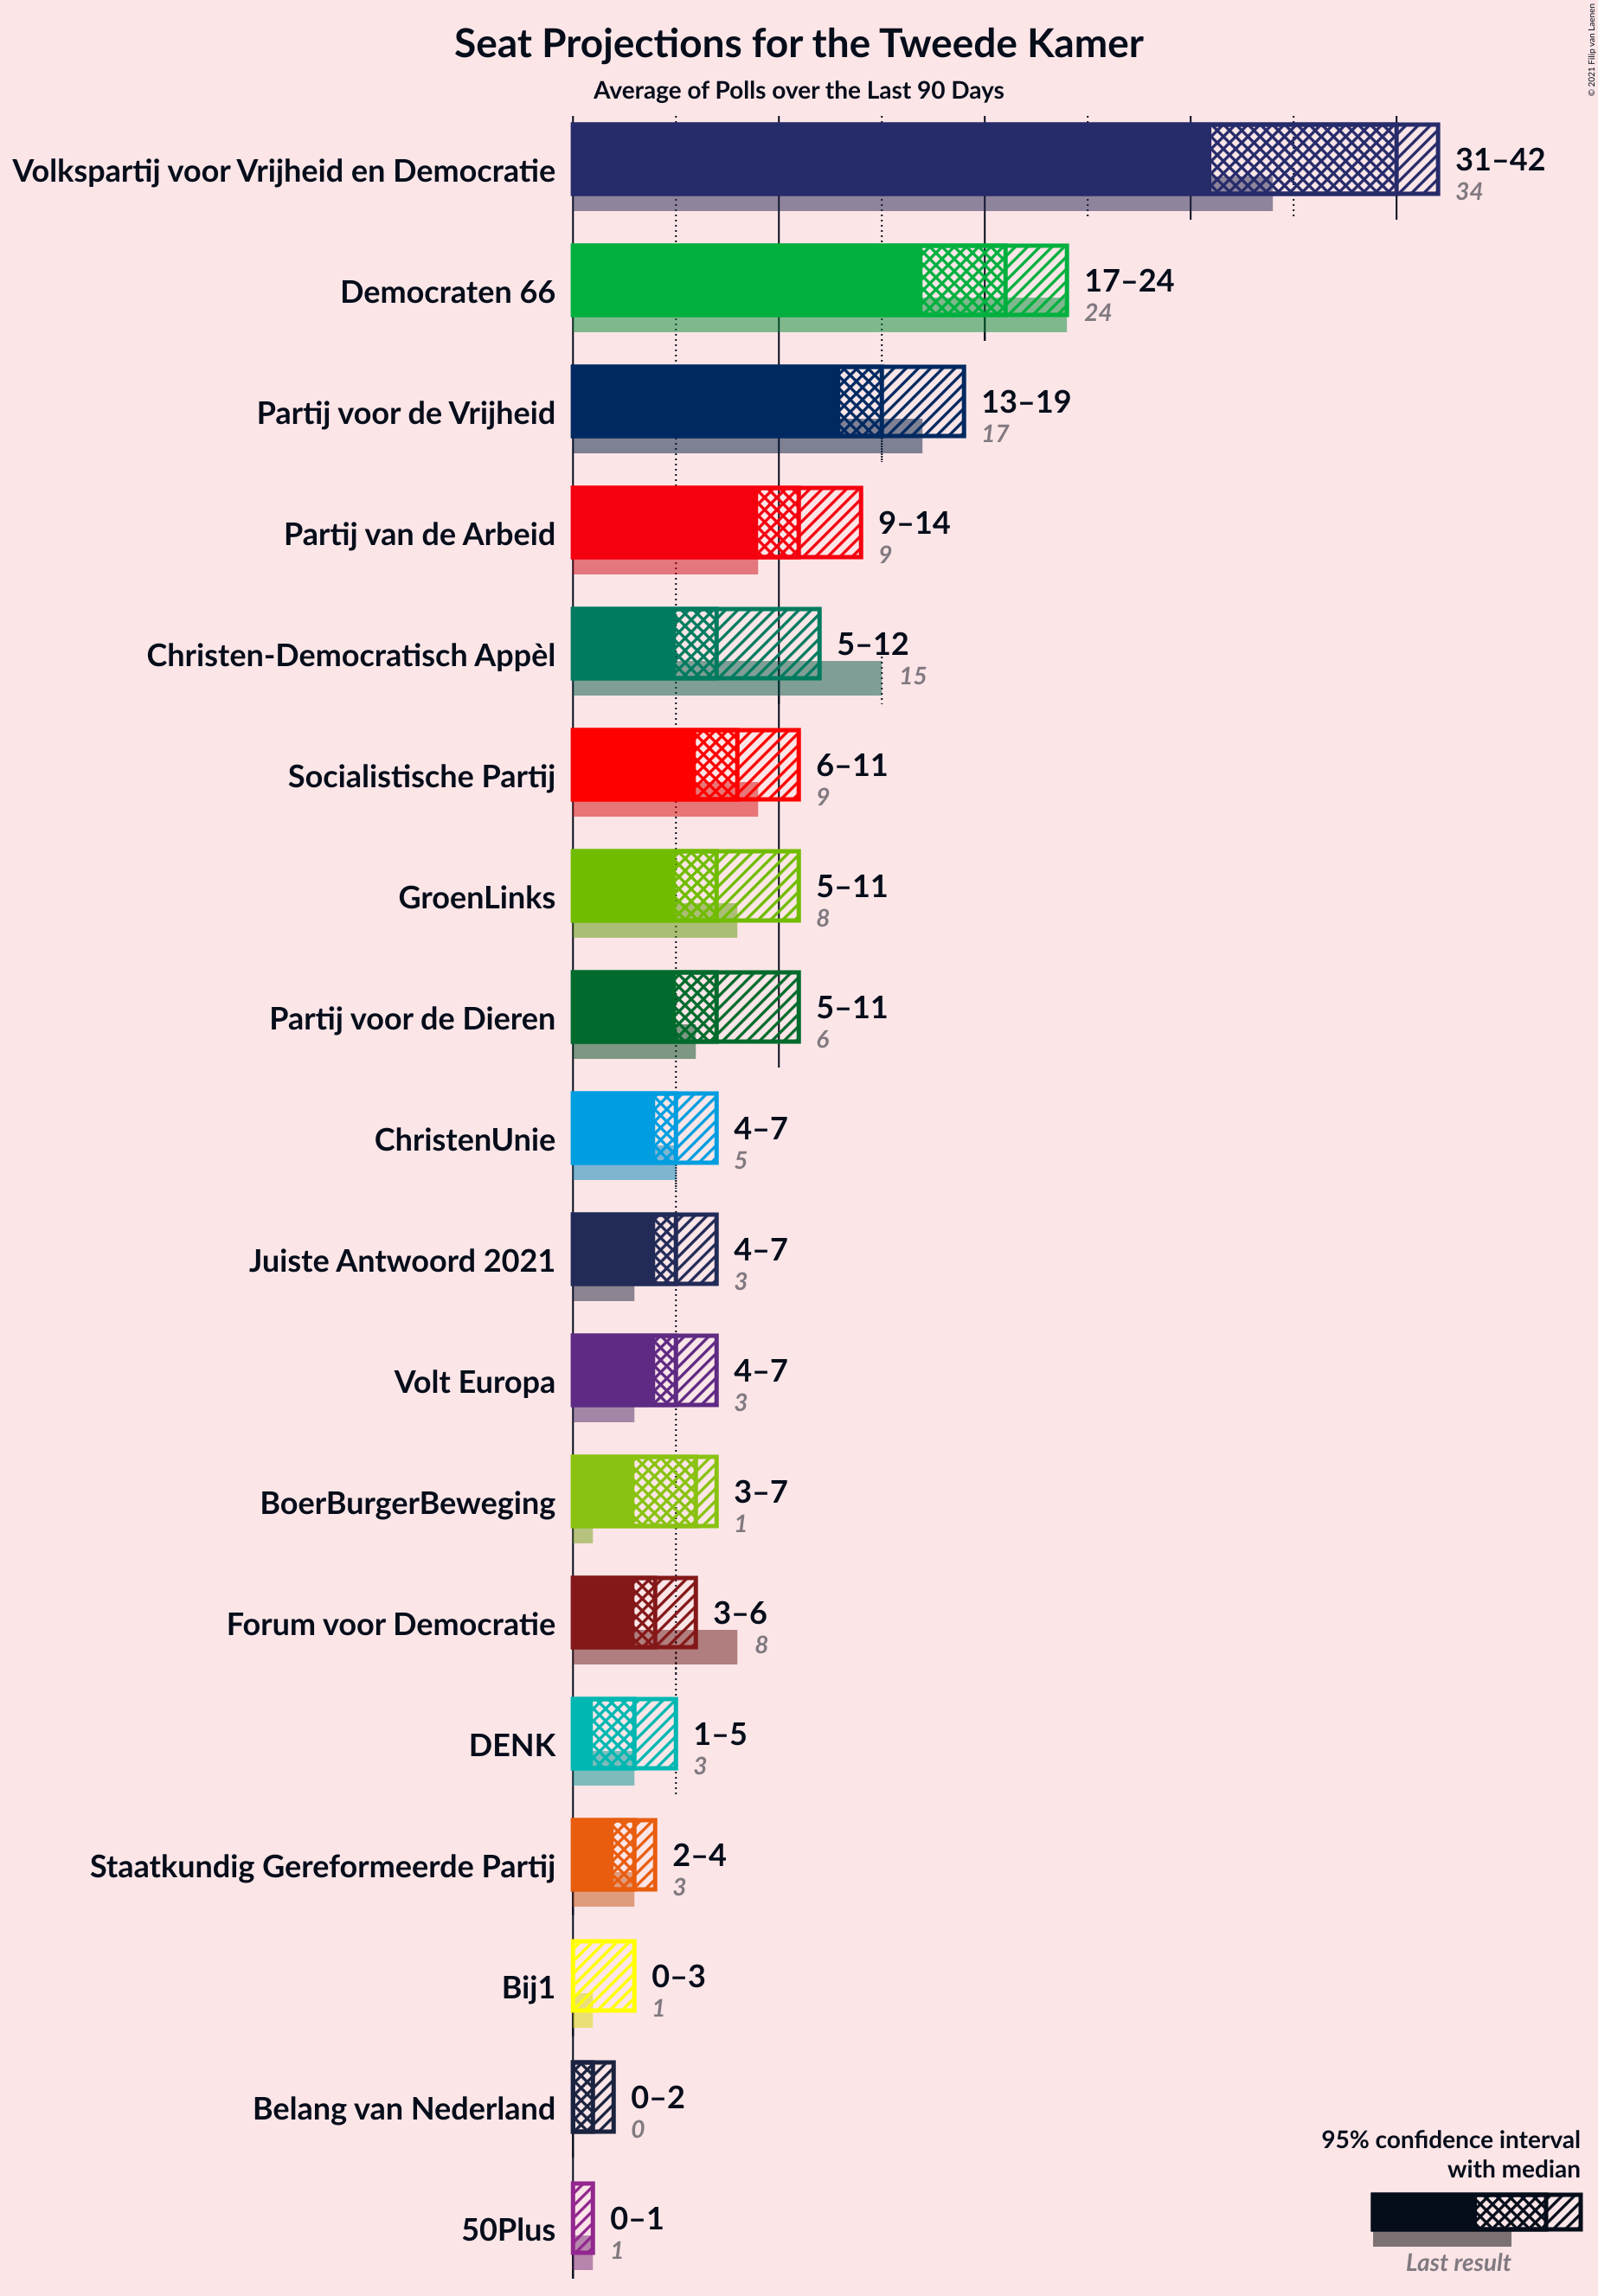 Seat Projections for the Tweede Kamer
Average of Polls over the Last 90 Days
© 2021 Filip van Laenen
Volkspartij voor Vrijheid en Democratie
31–42
34
Democraten 66
17–24
24
Partij voor de Vrijheid
13–19
17
Partij van de Arbeid
9–14
9
Christen-Democratisch Appèl
5–12
15
Socialistische Partij
6–11
9
GroenLinks
5–11
8
Partij voor de Dieren
5–11
6
ChristenUnie
4–7
5
Juiste Antwoord 2021
4–7
3
Volt Europa
4–7
3
BoerBurgerBeweging
3–7
1
Forum voor Democratie
3–6
8
DENK
1–5
3
Staatkundig Gereformeerde Partij
2–4
3
Bij1
0–3
1
Belang van Nederland
0–2
0
50Plus
0–1
1
95% confidence interval
with median
Last result